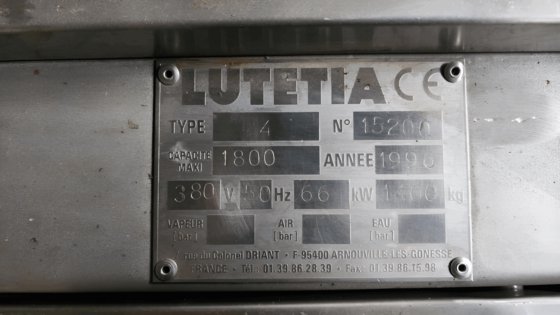 LUTETIA CE
TYPE 4 N° 15200
CAPACITE MAXI 1800 ANNEE 1996
380 V 50 Hz 66 kW 1400 kg
VAPEUR [bar] AIR [bar] EAU [bar]
rue du Colonel DRIANT • F 95400 ARNOUVILLE-LES-GONESSE
FRANCE • Tél.: 01.39.86.28.39 • Fax: 01.39.86.15.98